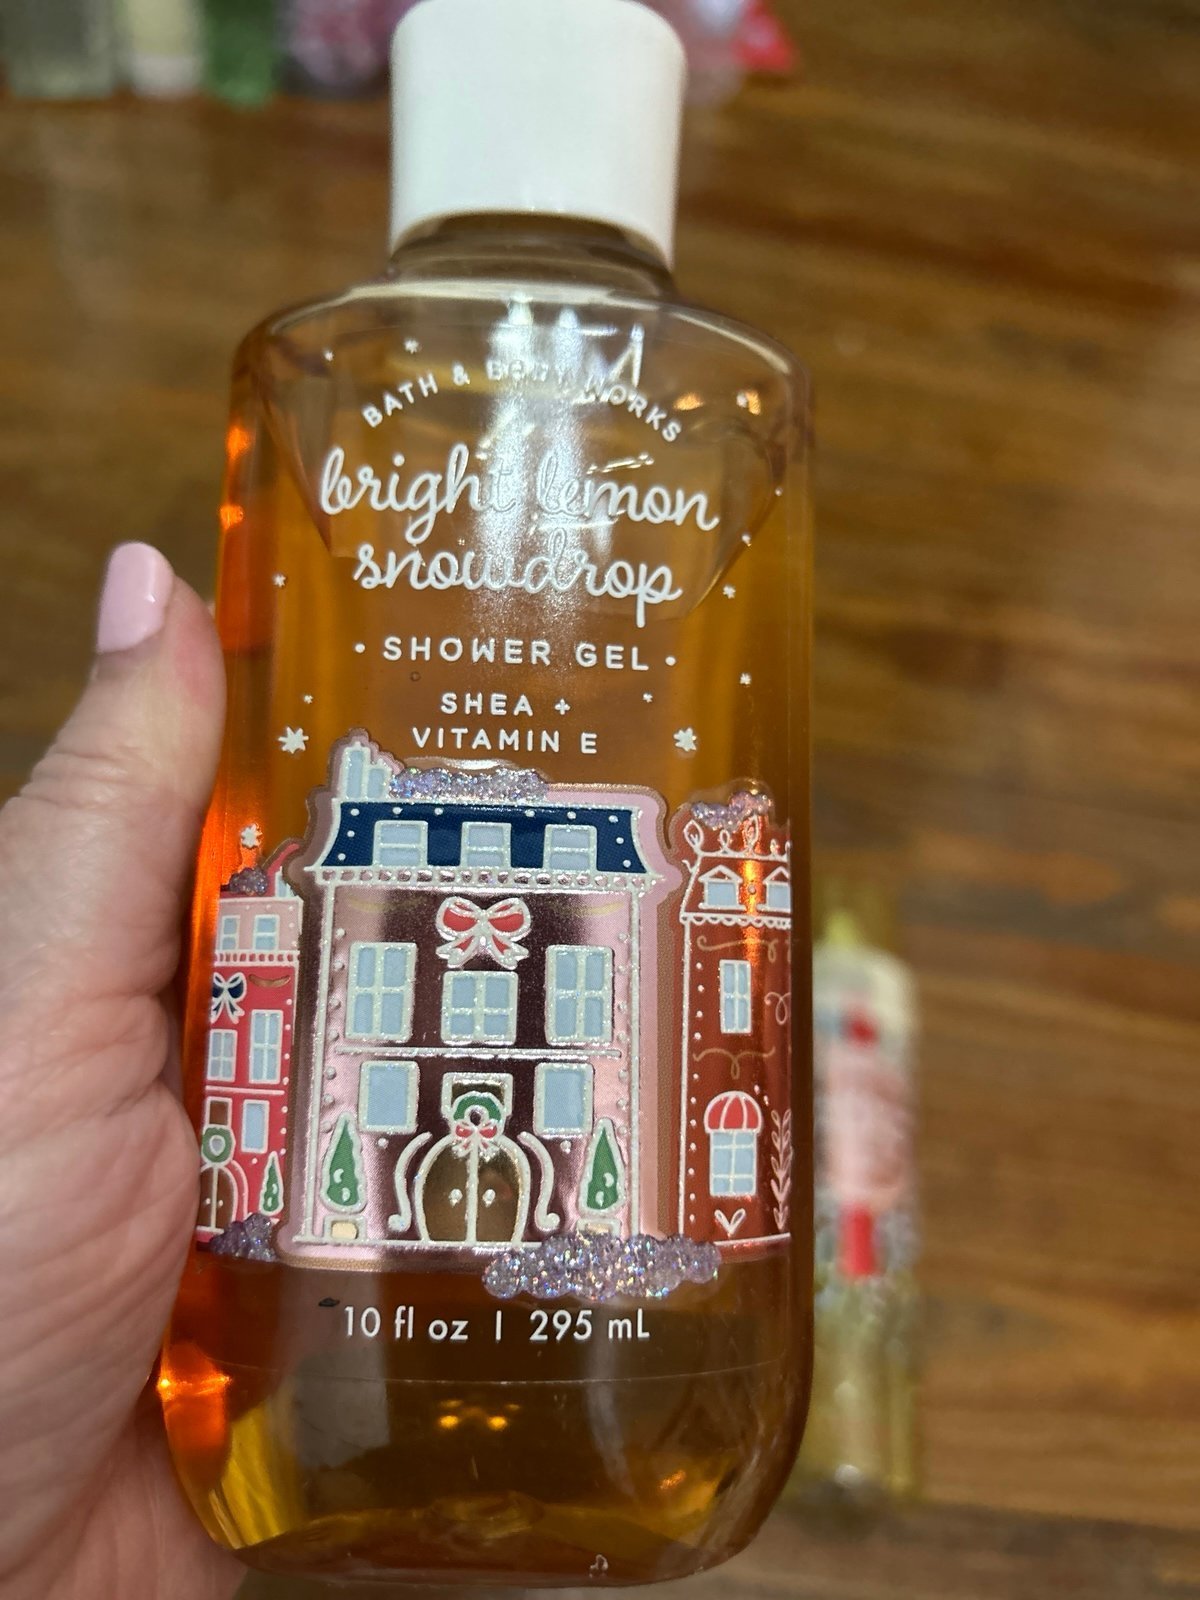 BATH & BODY WORKS
bright lemon
snowdrop
• SHOWER GEL •
SHEA +
VITAMIN E
10 fl oz | 295 mL